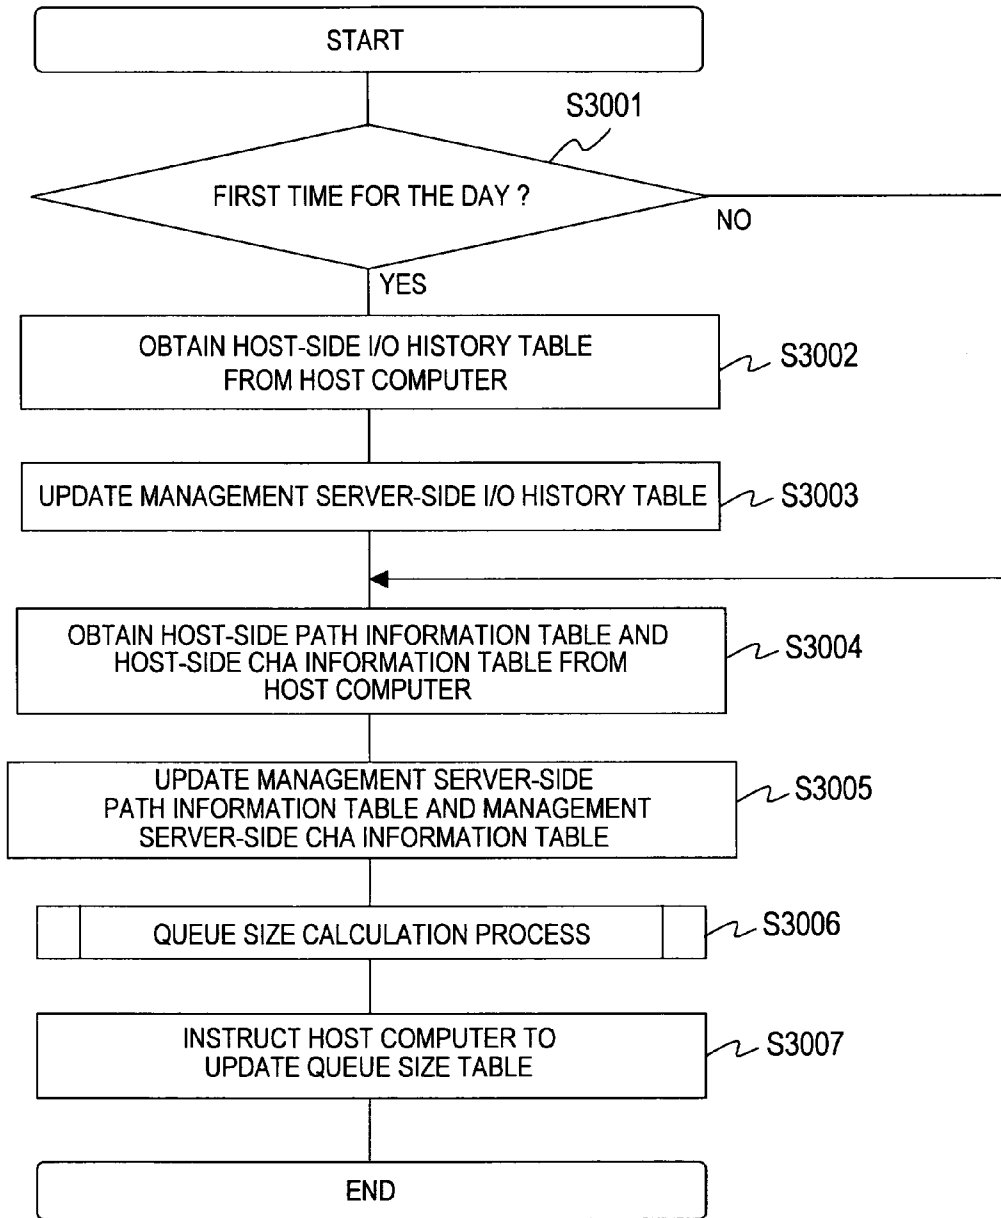 START
S3001
FIRST TIME FOR THE DAY ?
NO
YES
OBTAIN HOST-SIDE I/O HISTORY TABLE
FROM HOST COMPUTER
S3002
UPDATE MANAGEMENT SERVER-SIDE I/O HISTORY TABLE
S3003
OBTAIN HOST-SIDE PATH INFORMATION TABLE AND
HOST-SIDE CHA INFORMATION TABLE FROM
HOST COMPUTER
S3004
UPDATE MANAGEMENT SERVER-SIDE
PATH INFORMATION TABLE AND MANAGEMENT
SERVER-SIDE CHA INFORMATION TABLE
S3005
QUEUE SIZE CALCULATION PROCESS
S3006
INSTRUCT HOST COMPUTER TO
UPDATE QUEUE SIZE TABLE
S3007
END